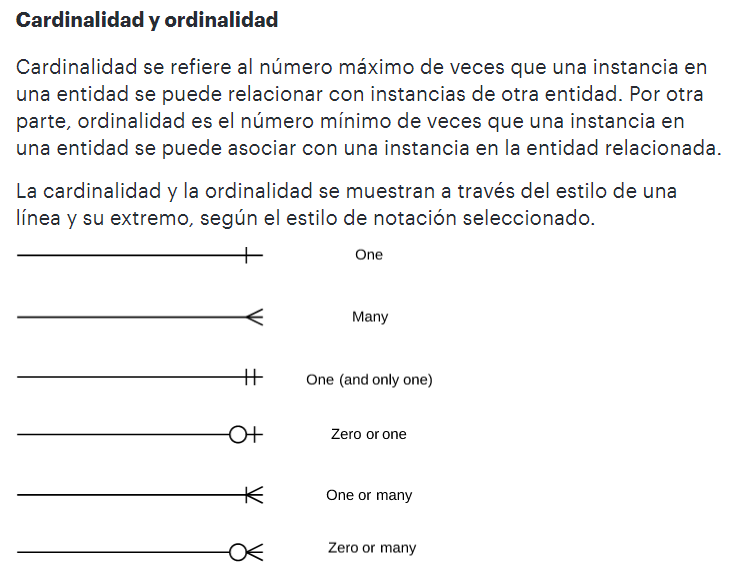 Cardinalidad y ordinalidad
Cardinalidad se refiere al número máximo de veces que una instancia en
una entidad se puede relacionar con instancias de otra entidad. Por otra
parte, ordinalidad es el número mínimo de veces que una instancia en
una entidad se puede asociar con una instancia en la entidad relacionada.
La cardinalidad y la ordinalidad se muestran a través del estilo de una
línea y su extremo, según el estilo de notación seleccionado.
One
Many
One (and only one)
Zero or one
One or many
Zero or many